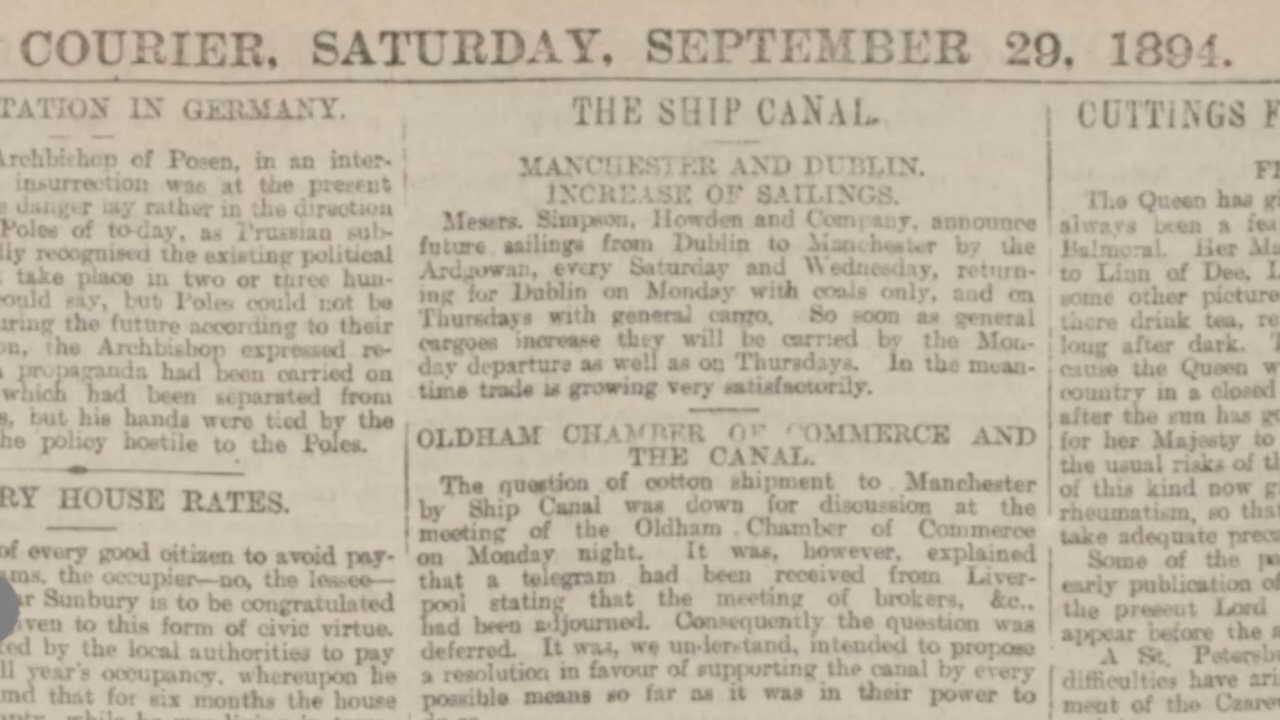 COURIER, SATURDAY, SEPTEMBER 29, 1894.
TATION IN GERMANY.
Archbishop of Posen, in an inter-
insurrection was at the present
danger lay rather in the direction
Poles of to-day, as Prussian sub-
lly recognised the existing political
take place in two or three hun-
could say, but Poles could not be
uring the future according to their
on, the Archbishop expressed re-
propaganda had been carried on
which had been separated from
s, but his hands were tied by the
he policy hostile to the Poles.
RY HOUSE RATES.
of every good citizen to avoid pay-
ams, the occupier—no, the lessee—
ar Sunbury is to be congratulated
iven to this form of civic virtue.
ted by the local authorities to pay
ll year's occupancy, whereupon he
und that for six months the house
THE SHIP CANAL.
MANCHESTER AND DUBLIN.
INCREASE OF SAILINGS.
Messrs. Simpson, Howden and Company, announce
future sailings from Dublin to Manchester by the
Ardgowan, every Saturday and Wednesday, return-
ing for Dublin on Monday with coals only, and on
Thursdays with general cargo. So soon as general
cargoes increase they will be carried by the Mon-
day departure as well as on Thursdays. In the mean-
time trade is growing very satisfactorily.
OLDHAM CHAMBER OF COMMERCE AND
THE CANAL.
The question of cotton shipment to Manchester
by Ship Canal was down for discussion at the
meeting of the Oldham Chamber of Commerce
on Monday night. It was, however, explained
that a telegram had been received from Liver-
pool stating that the meeting of brokers, &c.,
had been adjourned. Consequently the question was
deferred. It was, we understand, intended to propose
a resolution in favour of supporting the canal by every
possible means so far as it was in their power to
CUTTINGS F
FR
The Queen has gi
always been a fea
Balmoral. Her Ma
to Linn of Dee, L
some other picture
there drink tea, re
long after dark. T
cause the Queen w
country in a closed
after the sun has go
for her Majesty to
the usual risks of th
of this kind now g
rheumatism, so that
take adequate preca
Some of the po
early publication of
the present Lord
appear before the a
A St. Petersbu
difficulties have ari
ment of the Czarev